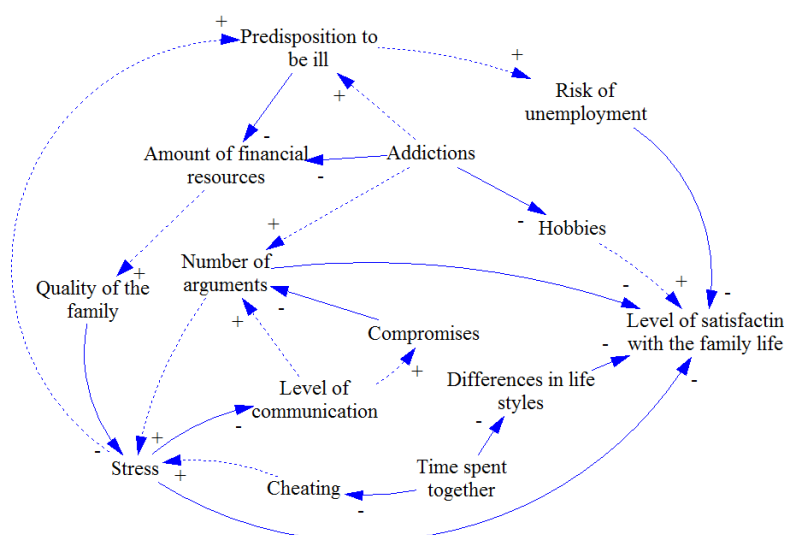 +
Predisposition to
be ill
+
Risk of
unemployment
+
-
Amount of financial
resources
-
Addictions
+
-
Hobbies
Number of
arguments
+
Quality of the
family
-
+
-
Level of satisfactin
with the family life
+
-
Compromises
-
Differences in life
styles
-
Level of
communication
+
-
-
+
-
Stress
+
Cheating
-
Time spent
together